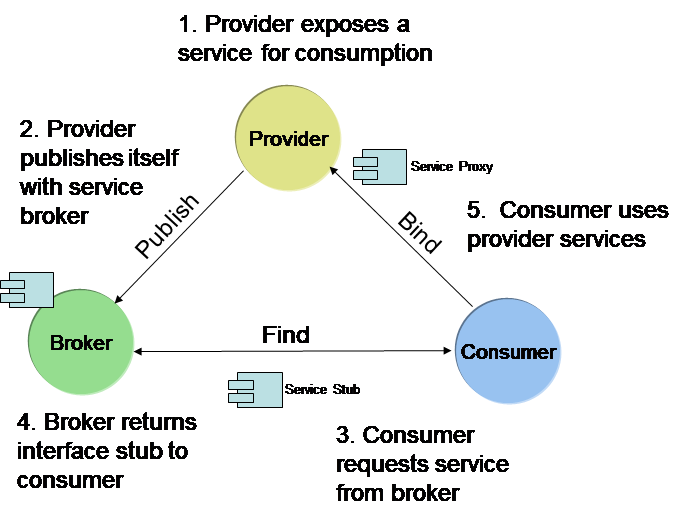 1. Provider exposes a
service for consumption
2. Provider
publishes itself
with service
broker
Provider
Service Proxy
Publish
Bind
5.  Consumer uses
provider services
Broker
Find
Consumer
Service Stub
4. Broker returns
interface stub to
consumer
3. Consumer
requests service
from broker